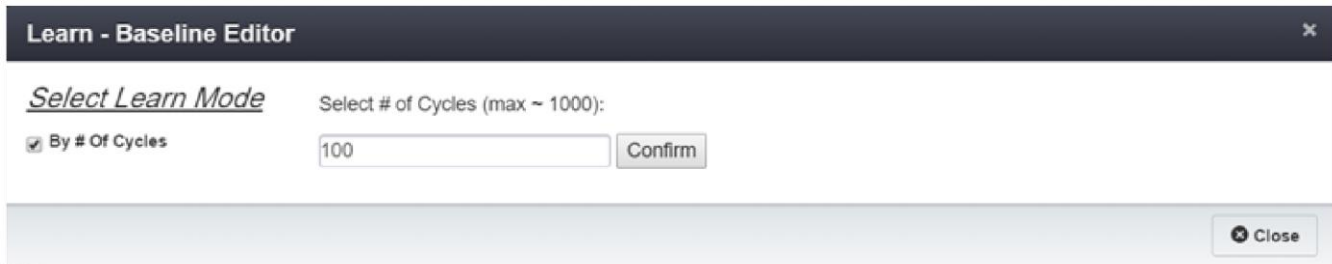 Learn - Baseline Editor
Select Learn Mode
Select # of Cycles (max ~ 1000):
By # Of Cycles
100
Confirm
Close